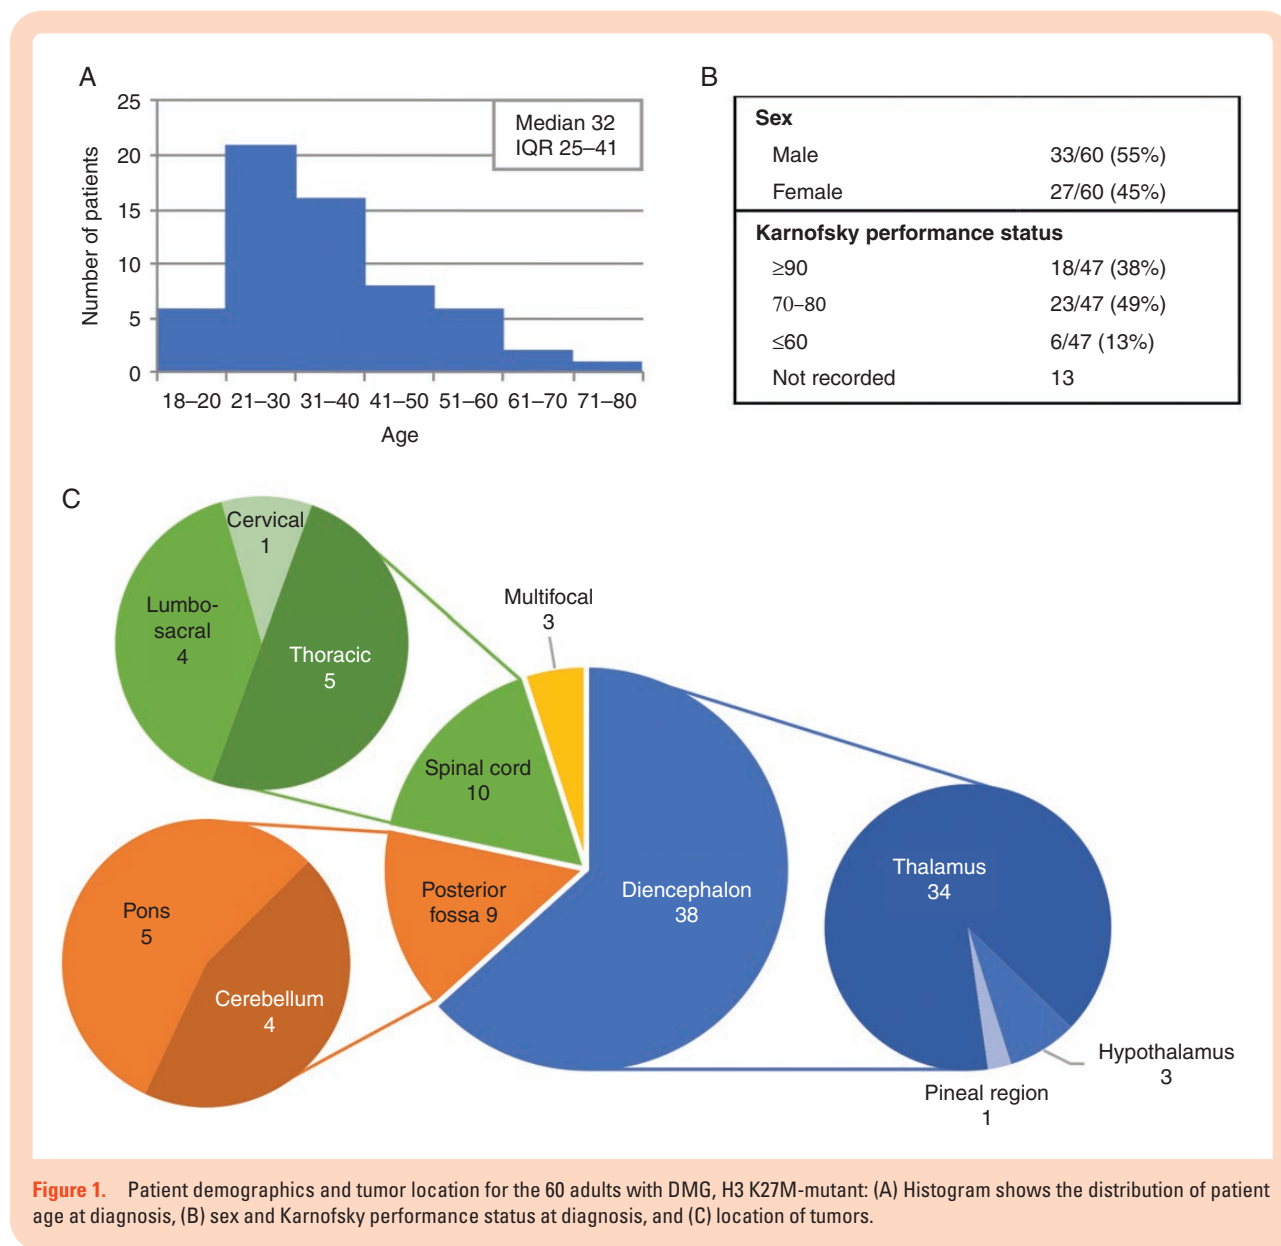 A
25
20
15
10
5
0
Number of patients
Median 32
IQR 25–41
18–20 21–30 31–40 41–50 51–60 61–70 71–80
Age
B
Sex
Male 33/60 (55%)
Female 27/60 (45%)
Karnofsky performance status
≥90 18/47 (38%)
70–80 23/47 (49%)
≤60 6/47 (13%)
Not recorded 13
C
Cervical
1
Lumbo-
sacral
4
Thoracic
5
Multifocal
3
Spinal cord
10
Posterior
fossa 9
Diencephalon
38
Pons
5
Cerebellum
4
Thalamus
34
Hypothalamus
3
Pineal region
1
Figure 1. Patient demographics and tumor location for the 60 adults with DMG, H3 K27M-mutant: (A) Histogram shows the distribution of patient
age at diagnosis, (B) sex and Karnofsky performance status at diagnosis, and (C) location of tumors.